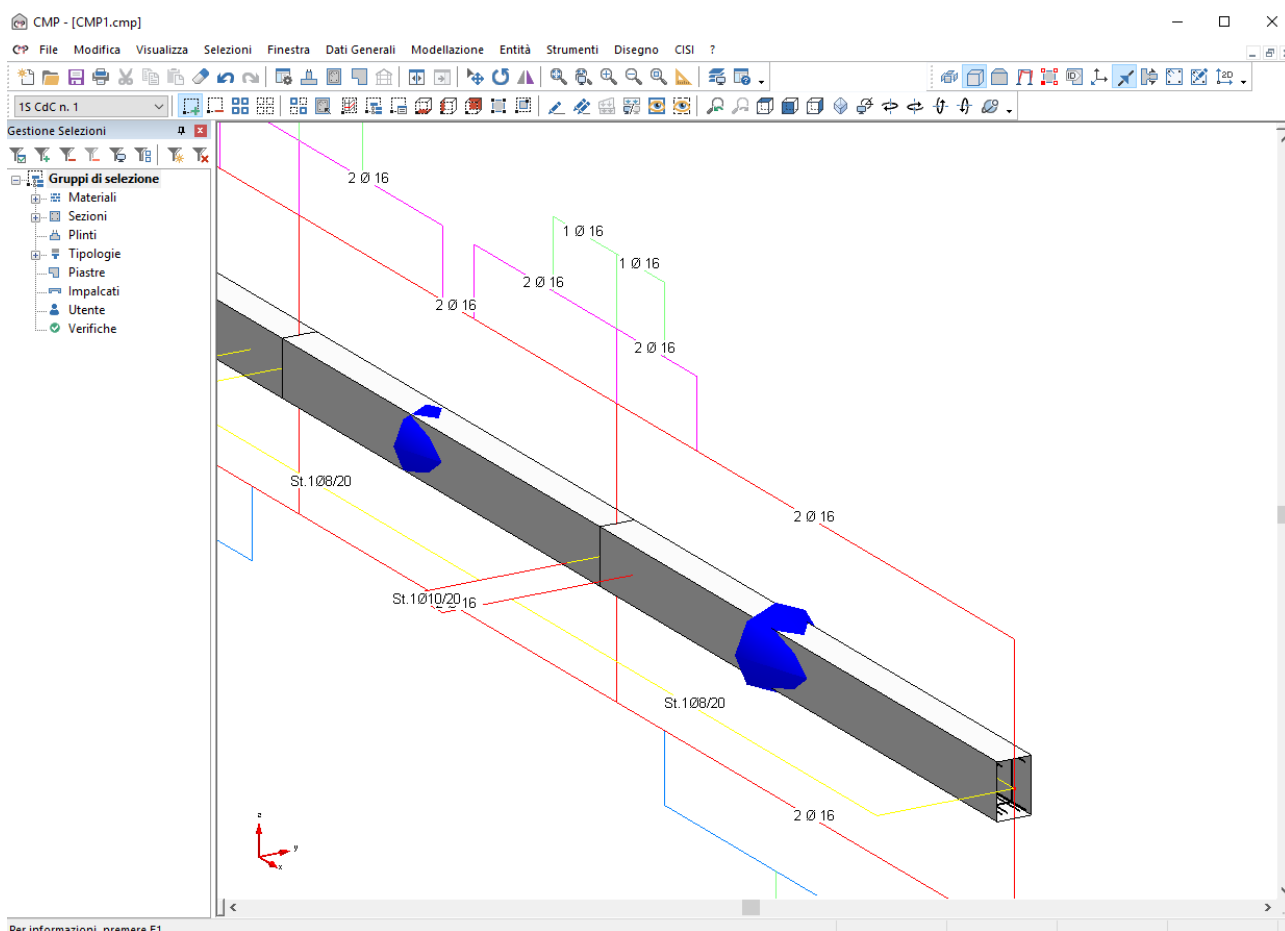 CMP - [CMP1.cmp]
File Modifica Visualizza Selezioni Finestra Dati Generali Modellazione Entità Strumenti Disegno CISI ?
1S CdC n. 1
Gestione Selezioni
Gruppi di selezione
Materiali
Sezioni
Plinti
Tipologie
Piastre
Impalcati
Utente
Verifiche
2 Ø 16
1 Ø 16
1 Ø 16
2 Ø 16
2 Ø 16
2 Ø 16
St.1Ø8/20
2 Ø 16
St.1Ø10/20
16
St.1Ø8/20
2 Ø 16
z
y
x
Per informazioni, premere F1